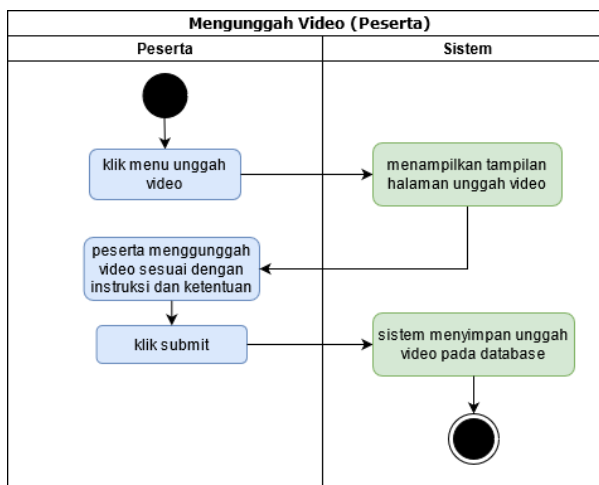 Mengunggah Video (Peserta)
Peserta
Sistem
klik menu unggah
video
menampilkan tampilan
halaman unggah video
peserta menggunggah
video sesuai dengan
instruksi dan ketentuan
klik submit
sistem menyimpan unggah
video pada database